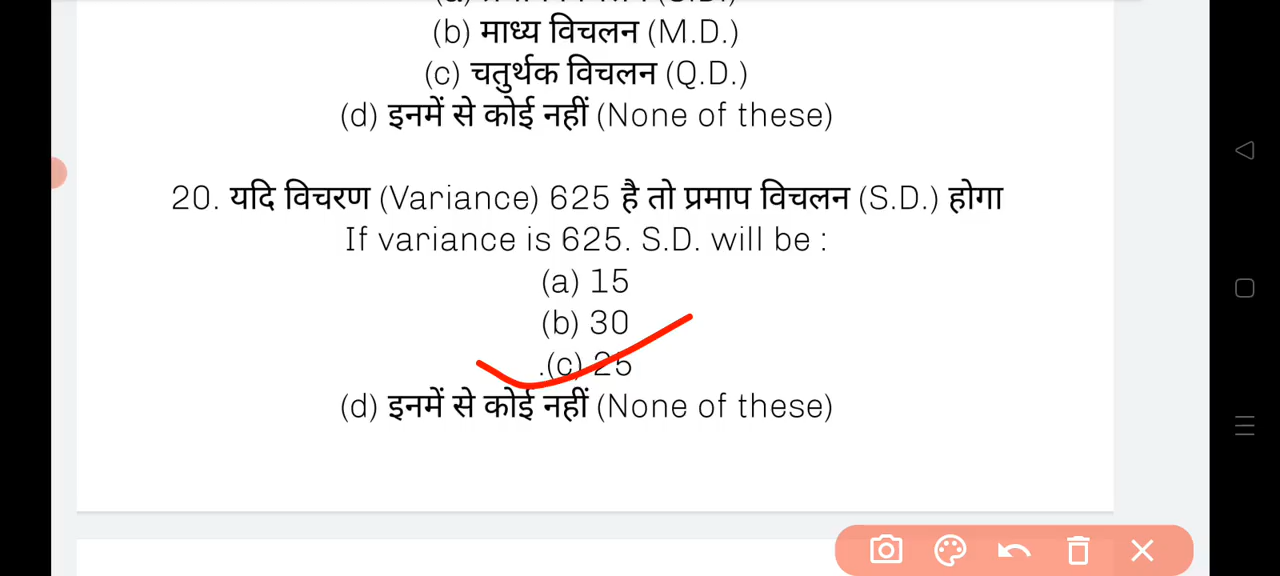 (b) माध्य विचलन (M.D.)
(c) चतुर्थक विचलन (Q.D.)
(d) इनमें से कोई नहीं (None of these)
20. यदि विचरण (Variance) 625 है तो प्रमाप विचलन (S.D.) होगा
If variance is 625. S.D. will be :
(a) 15
(b) 30
.(c) 25
(d) इनमें से कोई नहीं (None of these)